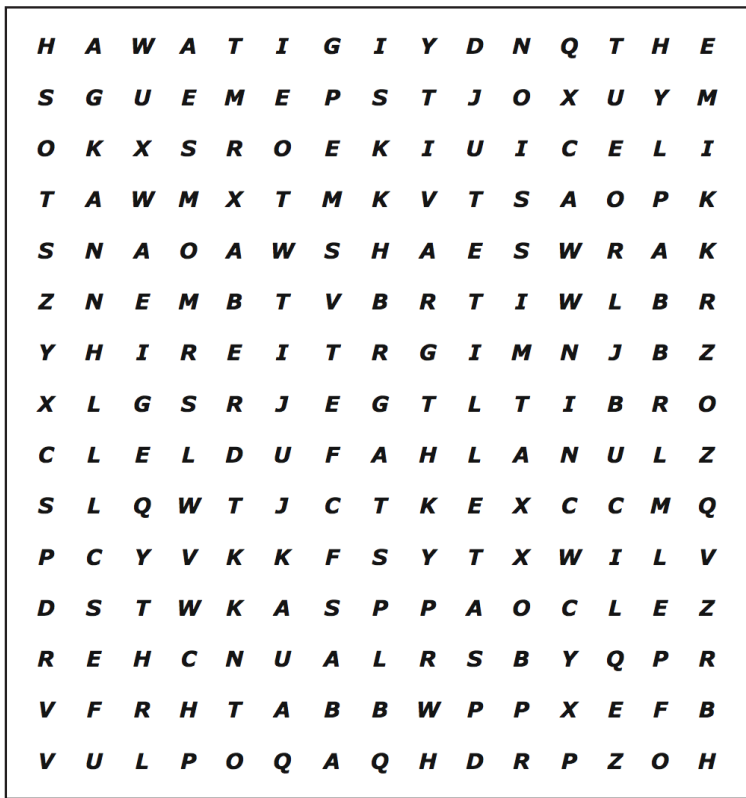 H A W A T I G I Y D N Q T H E
S G U E M E P S T J O X U Y M
O K X S R O E K I U I C E L I
T A W M X T M K V T S A O P K
S N A O A W S H A E S W R A K
Z N E M B T V B R T I W L B R
Y H I R E I T R G I M N J B Z
X L G S R J E G T L T I B R O
C L E L D U F A H L A N U L Z
S L Q W T J C T K E X C C M Q
P C Y V K K F S Y T X W I L V
D S T W K A S P P A O C L E Z
R E H C N U A L R S B Y Q P R
V F R H T A B B W P P X E F B
V U L P O Q A Q H D R P Z O H